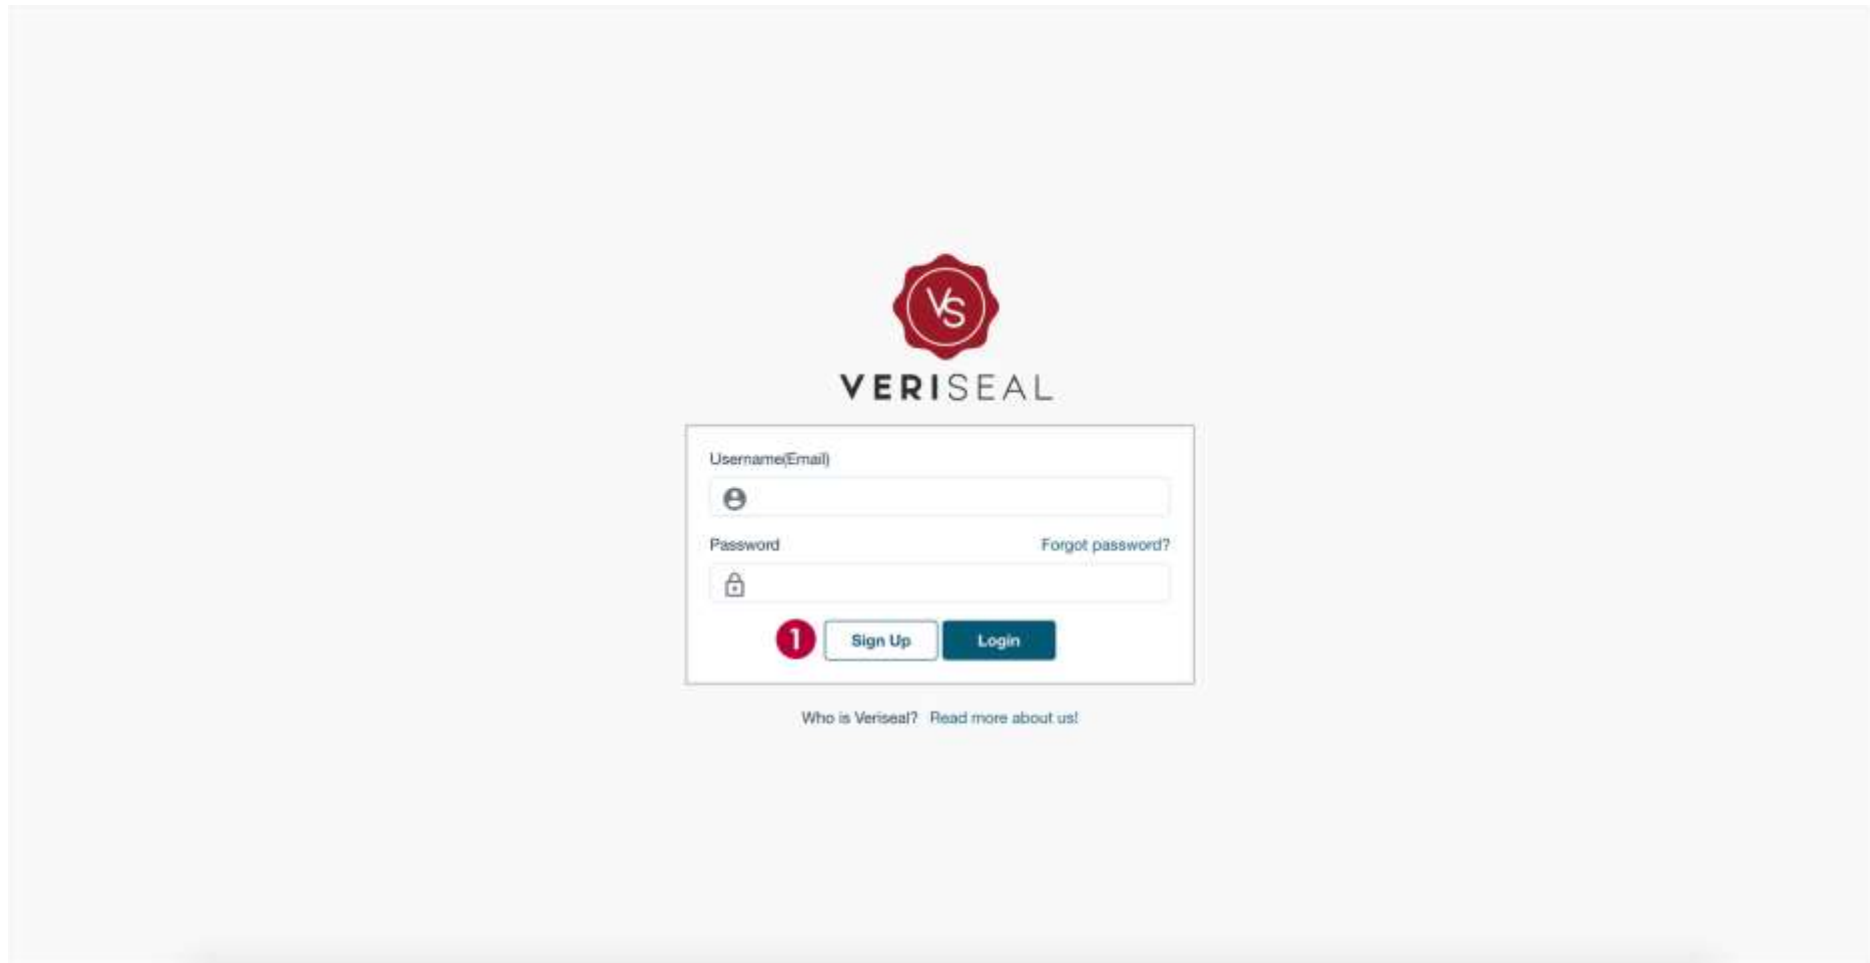 VS
VERISEAL
Username(Email)
Password Forgot password?
1 Sign Up Login
Who is Veriseal? Read more about us!